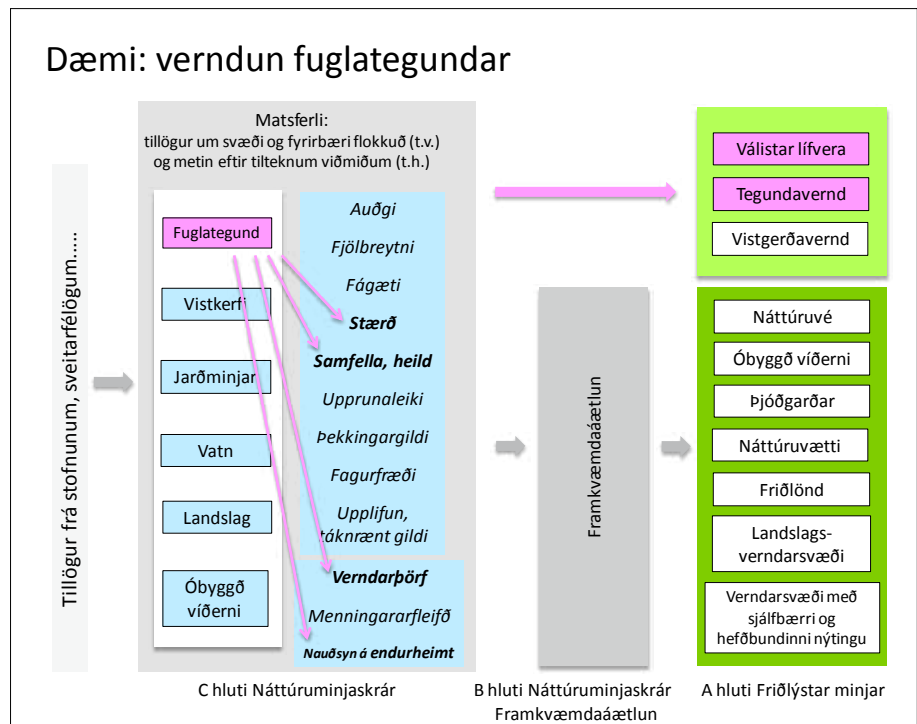 Dæmi: verndun fuglategundar
Tillögur frá stofnunum, sveitarfélögum.....
Matsferli:
tillögur um svæði og fyrirbæri flokkuð (t.v.)
og metin eftir tilteknum viðmiðum (t.h.)
Fuglategund
Vistkerfi
Jarðminjar
Vatn
Landslag
Óbyggð
víðerni
Auðgi
Fjölbreytni
Fágæti
Stærð
Samfella, heild
Upprunaleiki
Þekkingargildi
Fagurfræði
Upplifun,
táknrænt gildi
Verndarþörf
Menningararfleifð
Nauðsyn á endurheimt
C hluti Náttúruminjaskrár
Framkvæmdaáætlun
B hluti Náttúruminjaskrár
Framkvæmdaáætlun
Válistar lífvera
Tegundavernd
Vistgerðavernd
Náttúruvé
Óbyggð víðerni
Þjóðgarðar
Náttúruvætti
Friðlönd
Landslags-
verndarsvæði
Verndarsvæði með
sjálfbærri og
hefðbundinni nýtingu
A hluti Friðlýstar minjar